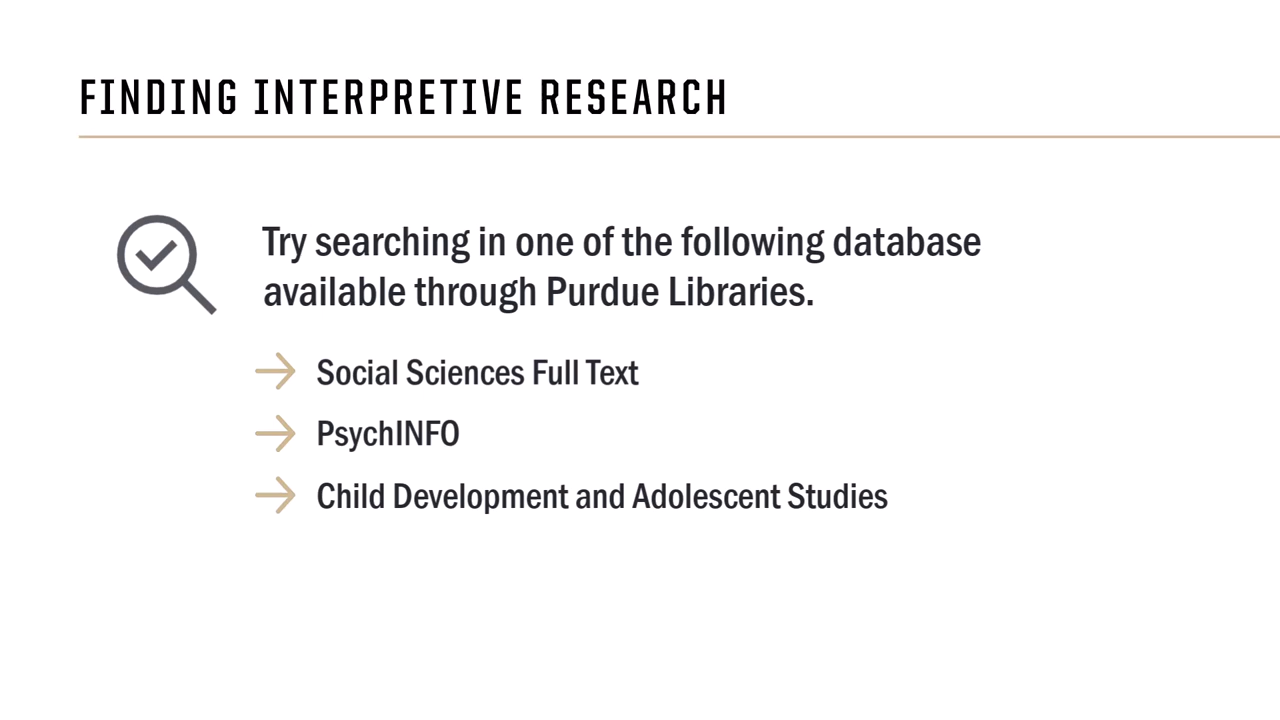 FINDING INTERPRETIVE RESEARCH
Try searching in one of the following database
available through Purdue Libraries.
Social Sciences Full Text
PsychINFO
Child Development and Adolescent Studies